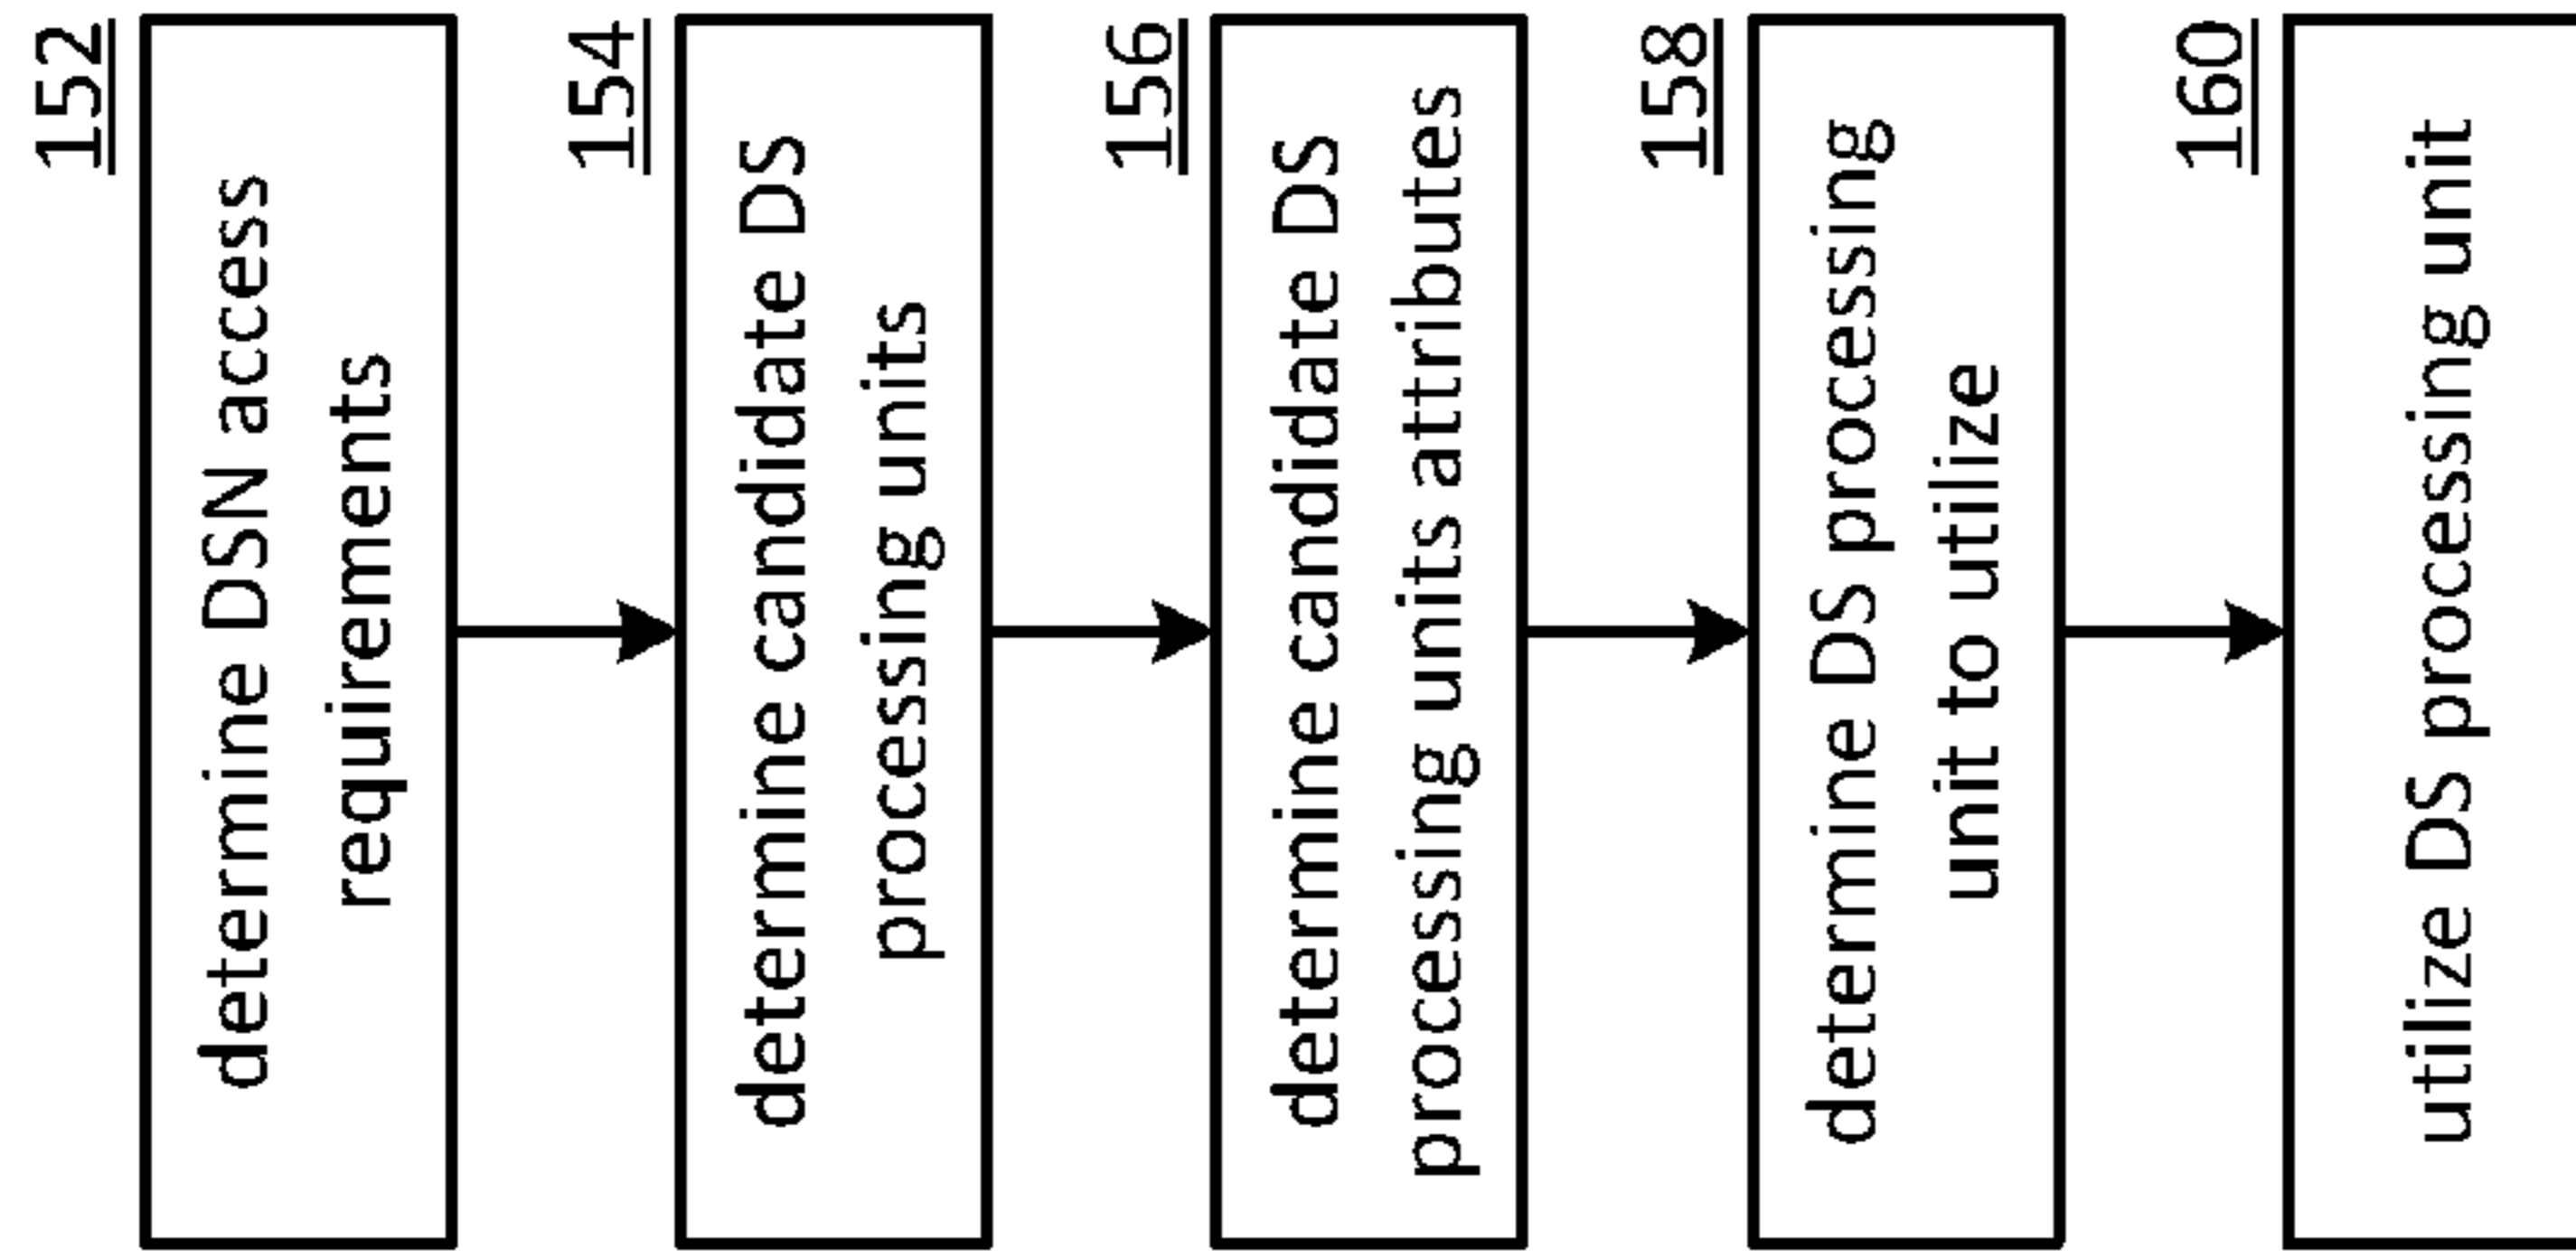 152
determine DSN access
requirements
154
determine candidate DS
processing units
156
determine candidate DS
processing units attributes
158
determine DS processing
unit to utilize
160
utilize DS processing unit